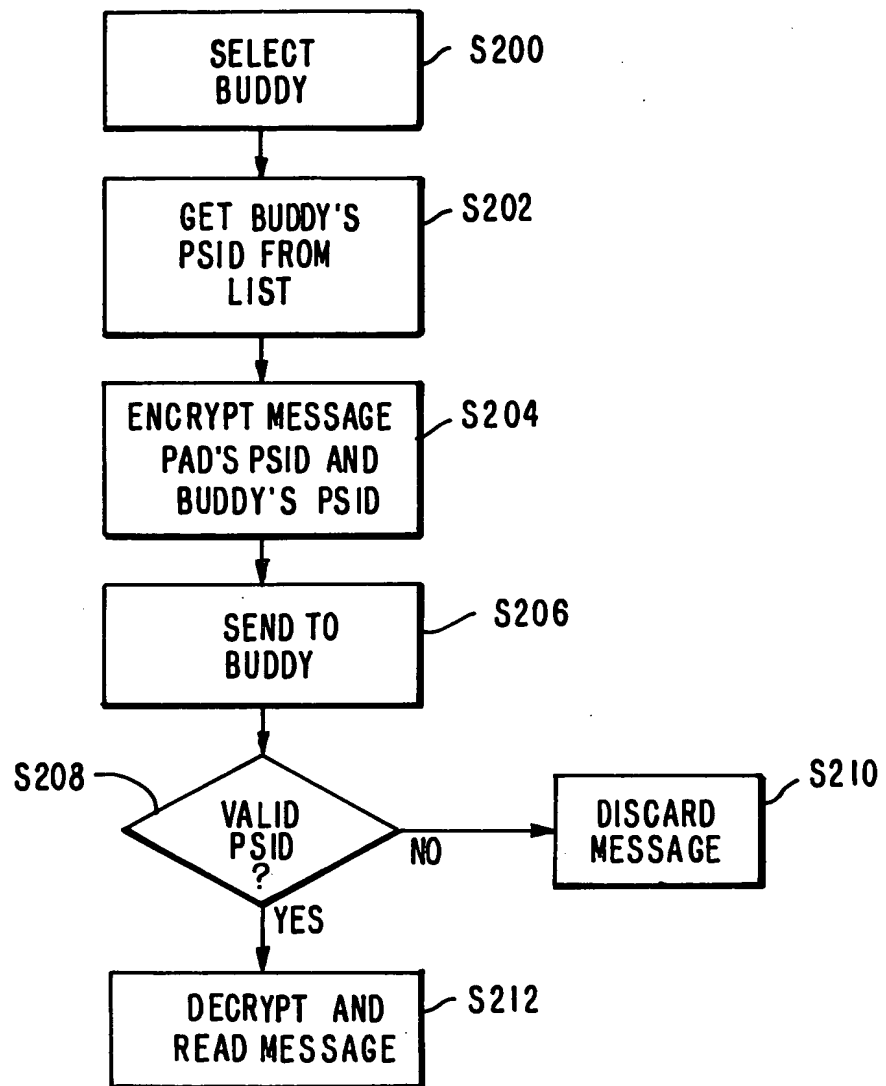 SELECT
BUDDY
S200
GET BUDDY'S
PSID FROM
LIST
S202
ENCRYPT MESSAGE
PAD'S PSID AND
BUDDY'S PSID
S204
SEND TO
BUDDY
S206
S208
VALID
PSID
?
NO
YES
DISCARD
MESSAGE
S210
DECRYPT AND
READ MESSAGE
S212